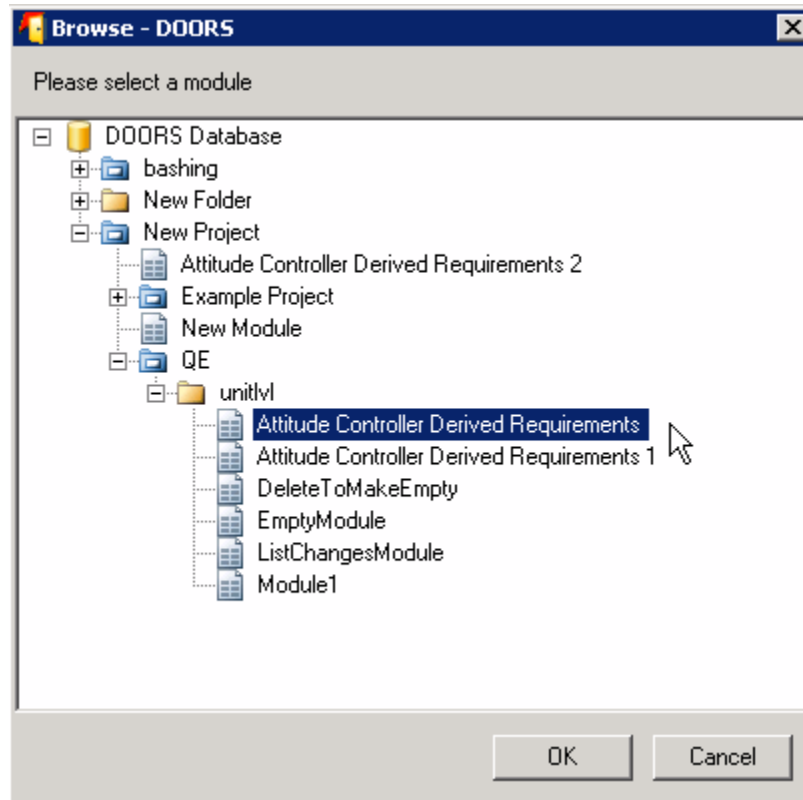 Browse - DOORS
Please select a module
DOORS Database
bashing
New Folder
New Project
Attitude Controller Derived Requirements 2
Example Project
New Module
QE
unitlvl
Attitude Controller Derived Requirements
Attitude Controller Derived Requirements 1
DeleteToMakeEmpty
EmptyModule
ListChangesModule
Module1
OK Cancel